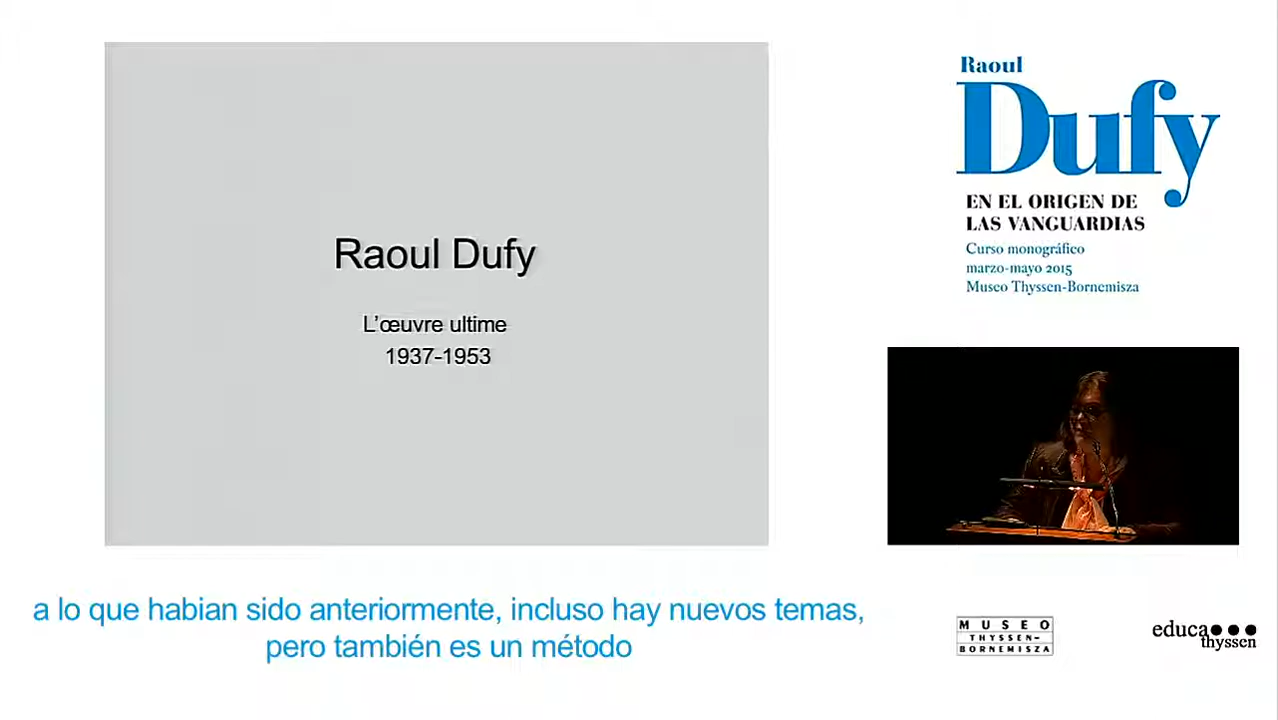 Raoul Dufy
L'œuvre ultime
1937-1953
Raoul
Dufy
EN EL ORIGEN DE
LAS VANGUARDIAS
Curso monográfico
marzo-mayo 2015
Museo Thyssen-Bornemisza
a lo que habian sido anteriormente, incluso hay nuevos temas,
pero también es un método
MUSEO
THYSSEN-
BORNEMISZA
educa
thyssen